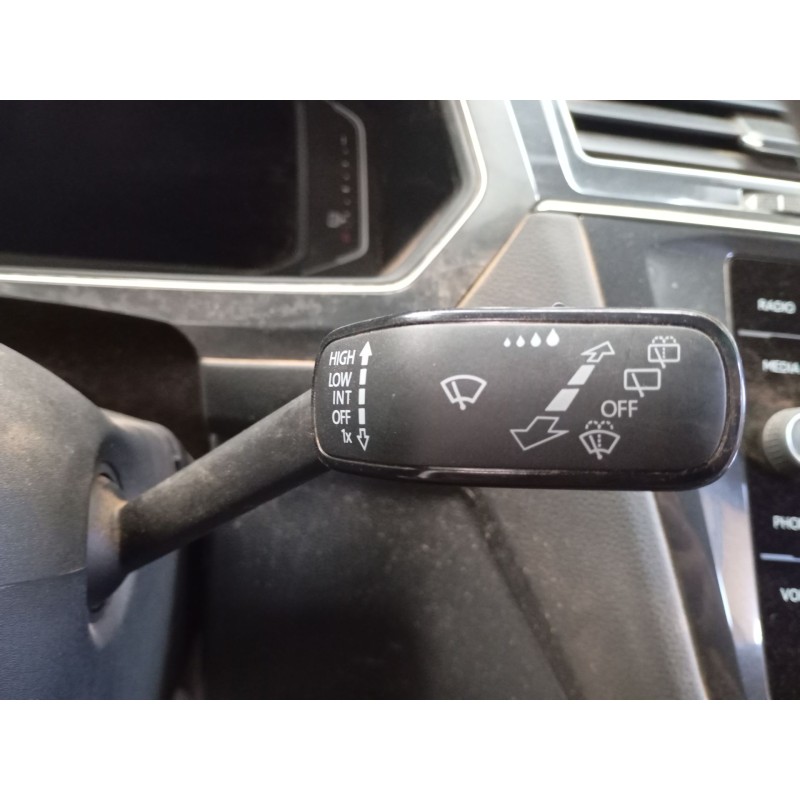 HIGH
LOW
INT
OFF
1x
OFF
RADIO
MEDIA